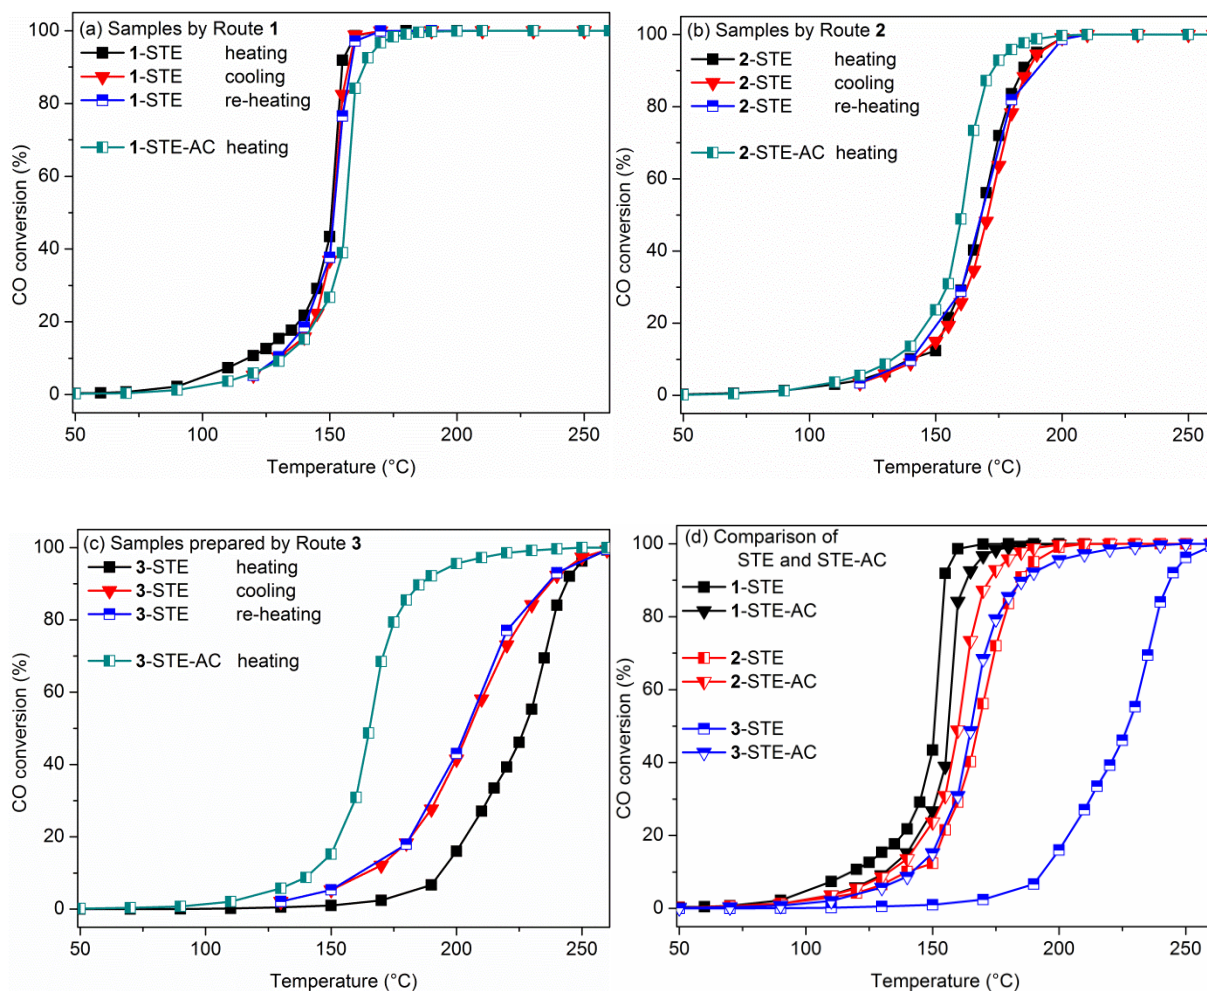 (a) Samples by Route 1
1-STE heating
1-STE cooling
1-STE re-heating
1-STE-AC heating
CO conversion (%)
100
80
60
40
20
0
50 100 150 200 250
Temperature (°C)
(b) Samples by Route 2
2-STE heating
2-STE cooling
2-STE re-heating
2-STE-AC heating
CO conversion (%)
100
80
60
40
20
0
50 100 150 200 250
Temperature (°C)
(c) Samples prepared by Route 3
3-STE heating
3-STE cooling
3-STE re-heating
3-STE-AC heating
CO conversion (%)
100
80
60
40
20
0
50 100 150 200 250
Temperature (°C)
(d) Comparison of
STE and STE-AC
1-STE
1-STE-AC
2-STE
2-STE-AC
3-STE
3-STE-AC
CO conversion (%)
100
80
60
40
20
0
50 100 150 200 250
Temperature (°C)